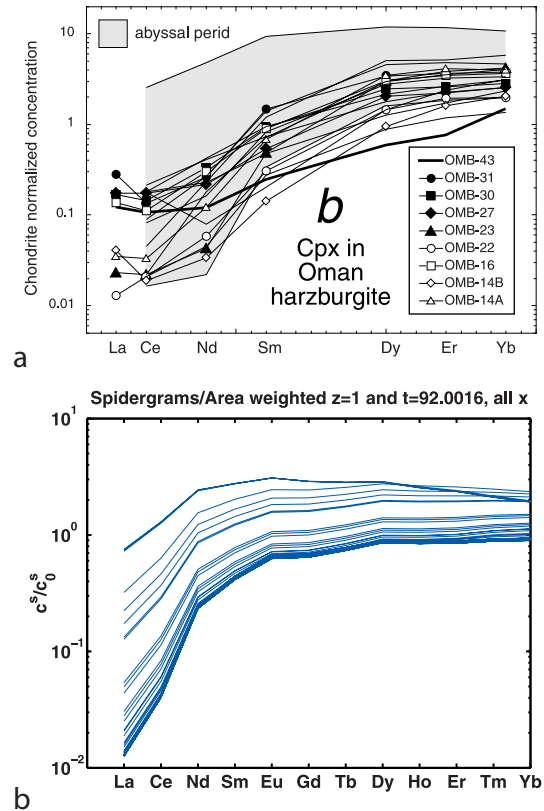 abyssal perid
10
1
0.1
0.01
Chondrite normalized concentration
b
Cpx in
Oman
harzburgite
OMB-43
OMB-31
OMB-30
OMB-27
OMB-23
OMB-22
OMB-16
OMB-14B
OMB-14A
La Ce Nd Sm Dy Er Yb
a
Spidergrams/Area weighted z=1 and t=92.0016, all x
10^1
10^0
10^-1
10^-2
c^s/c_0^s
La Ce Nd Sm Eu Gd Tb Dy Ho Er Tm Yb
b